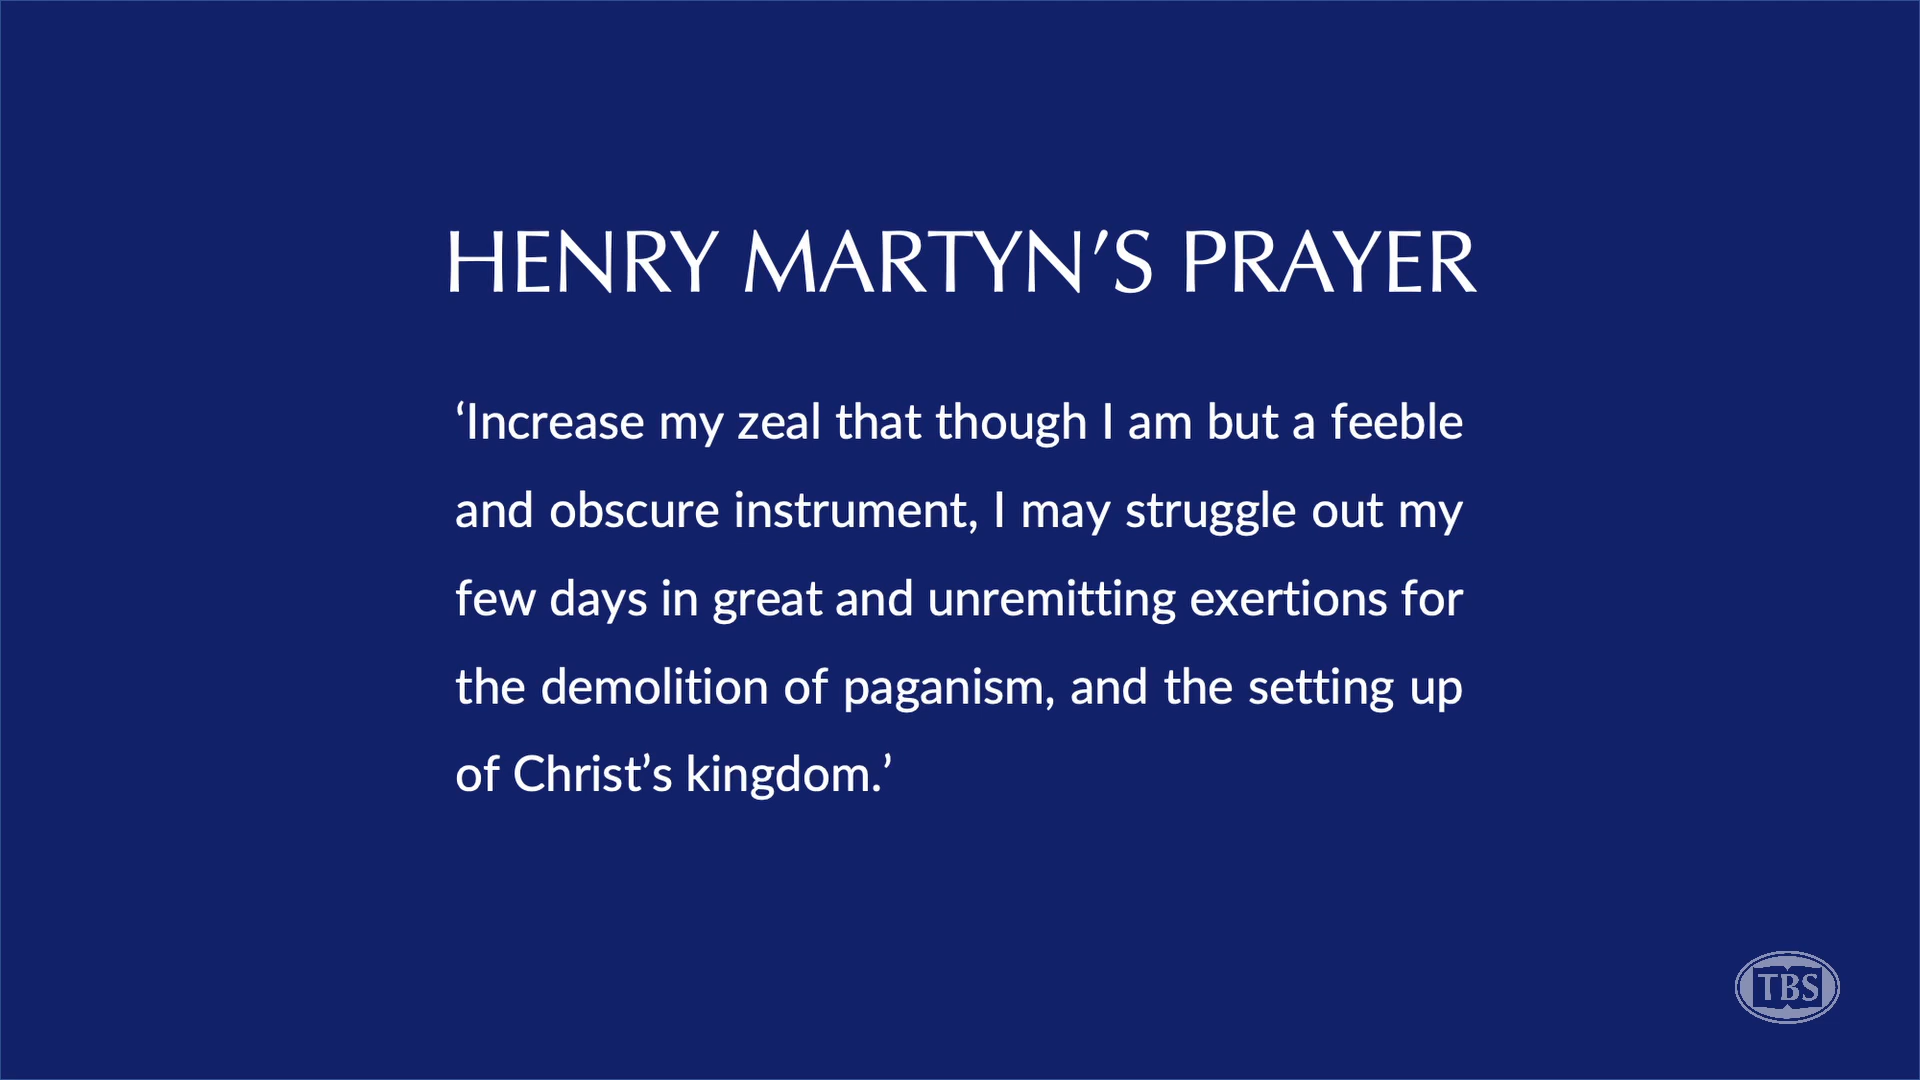 HENRY MARTYN’S PRAYER
‘Increase my zeal that though I am but a feeble
and obscure instrument, I may struggle out my
few days in great and unremitting exertions for
the demolition of paganism, and the setting up
of Christ’s kingdom.’
TBS